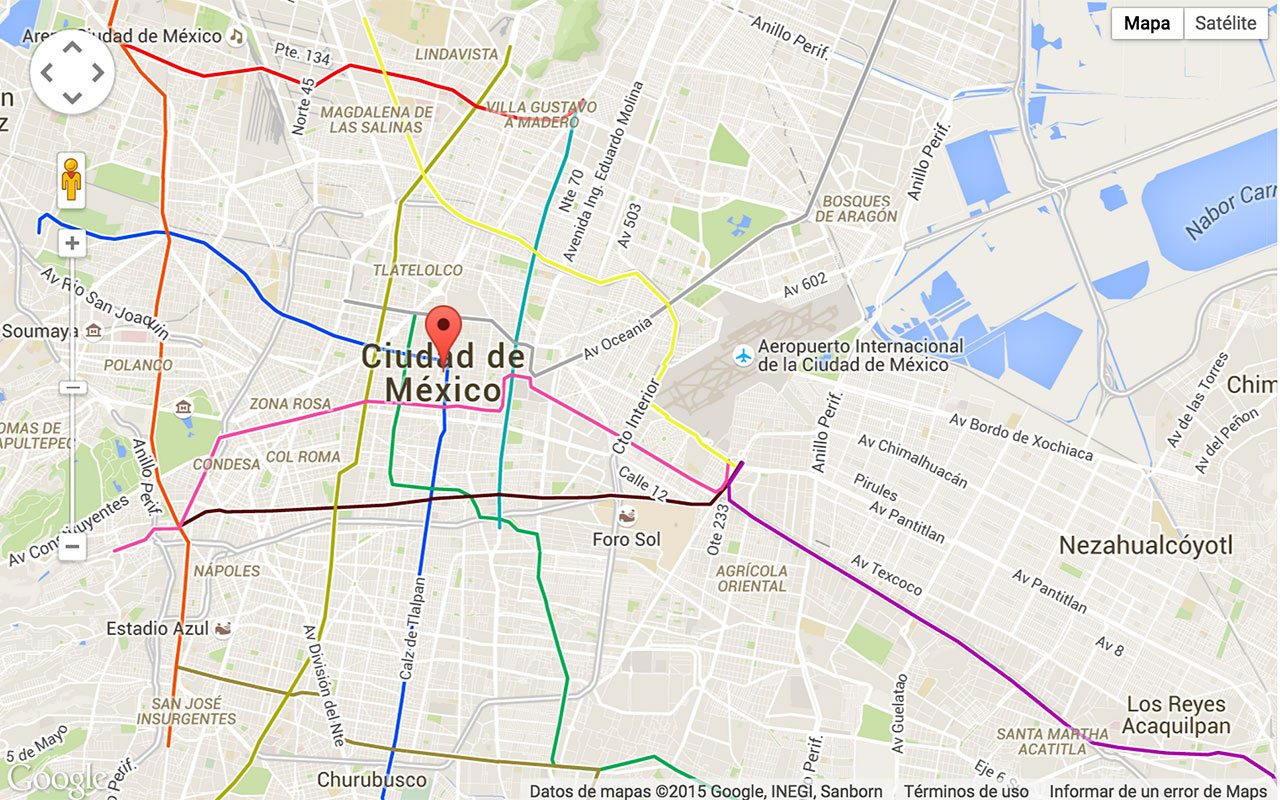 Mapa
Satélite
Anillo Perif.
Arena Ciudad de México
Pte. 134
LINDAVISTA
Norte 45
MAGDALENA DE
LAS SALINAS
VILLA GUSTAVO
A MADERO
Avenida Ing. Eduardo Molina
Nte 70
Av 503
Anillo Perif.
BOSQUES
DE ARAGÓN
Nabor Carr
TLATELOLCO
Av 602
Av Río San Joaquín
Soumaya
POLANCO
Av Oceanía
Aeropuerto Internacional
de la Ciudad de México
Ciudad de
México
ZONA ROSA
Cto Interior
Av de las Torres
Chim
Av del Peñon
Anillo Perif.
Av Bordo de Xochiaca
OMAS DE
APULTEPEC
CONDESA
COL ROMA
Anillo Perif.
Av Chimalhuacán
Calle 12
Pirules
Av Pantitlan
Av Constituyentes
Foro Sol
Ote 233
Nezahualcóyotl
NÁPOLES
AGRÍCOLA
ORIENTAL
Av Texcoco
Av Pantitlan
Estadio Azul
Av División del Nte
Calz de Tlalpan
Av 8
SAN JOSÉ
INSURGENTES
Av Guelatao
Los Reyes
Acaquilpan
SANTA MARTHA
ACATITLA
5 de Mayo
Anillo Perif.
Eje 6 S
Churubusco
Google
Perif.
Datos de mapas ©2015 Google, INEGI, Sanborn
Términos de uso
Informar de un error de Maps